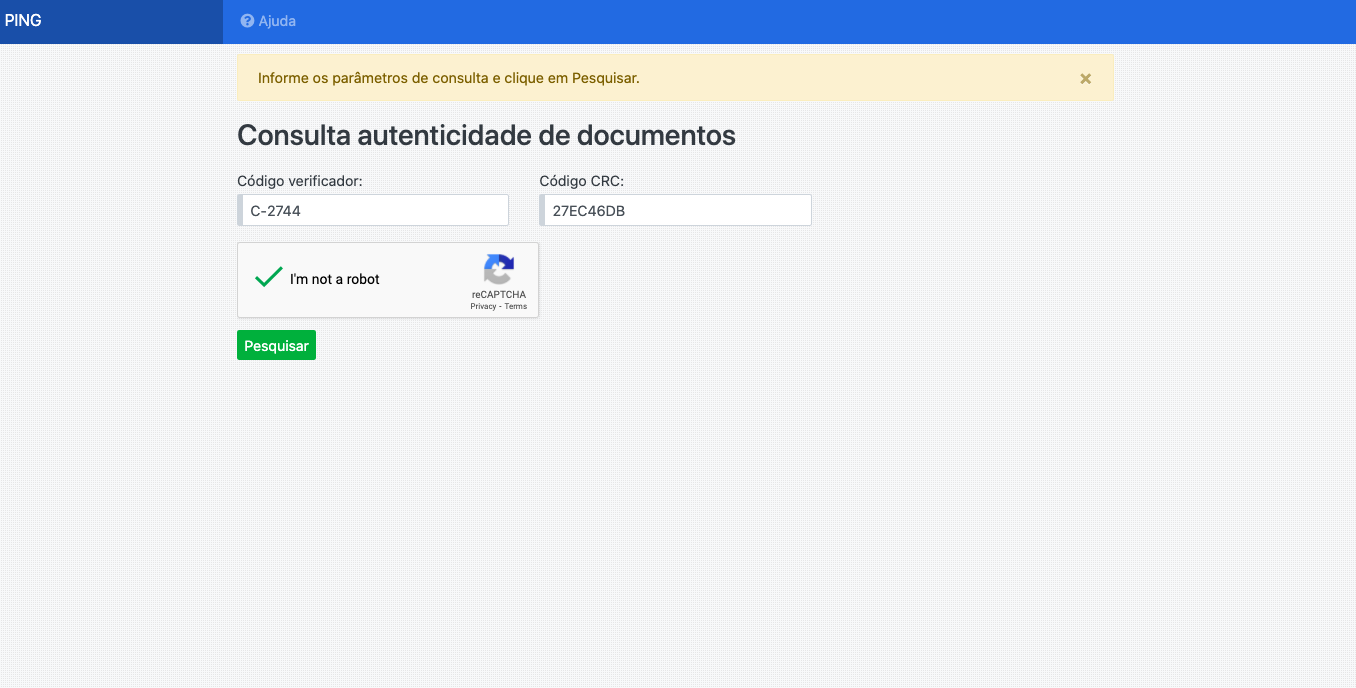 PING
Ajuda
Informe os parâmetros de consulta e clique em Pesquisar.
×
Consulta autenticidade de documentos
Código verificador:
Código CRC:
C-2744
27EC46DB
I'm not a robot
reCAPTCHA
Privacy - Terms
Pesquisar